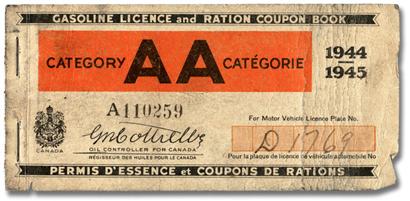 GASOLINE LICENCE and RATION COUPON BOOK
CATEGORY AA CATÉGORIE
1944
1945
A110259
For Motor Vehicle Licence Plate No.
D 1769
CANADA
OIL CONTROLLER FOR CANADA
RÉGISSEUR DES HUILES POUR LE CANADA
Pour la plaque de licence de véhicule automobile No
PERMIS D'ESSENCE et COUPONS DE RATIONS